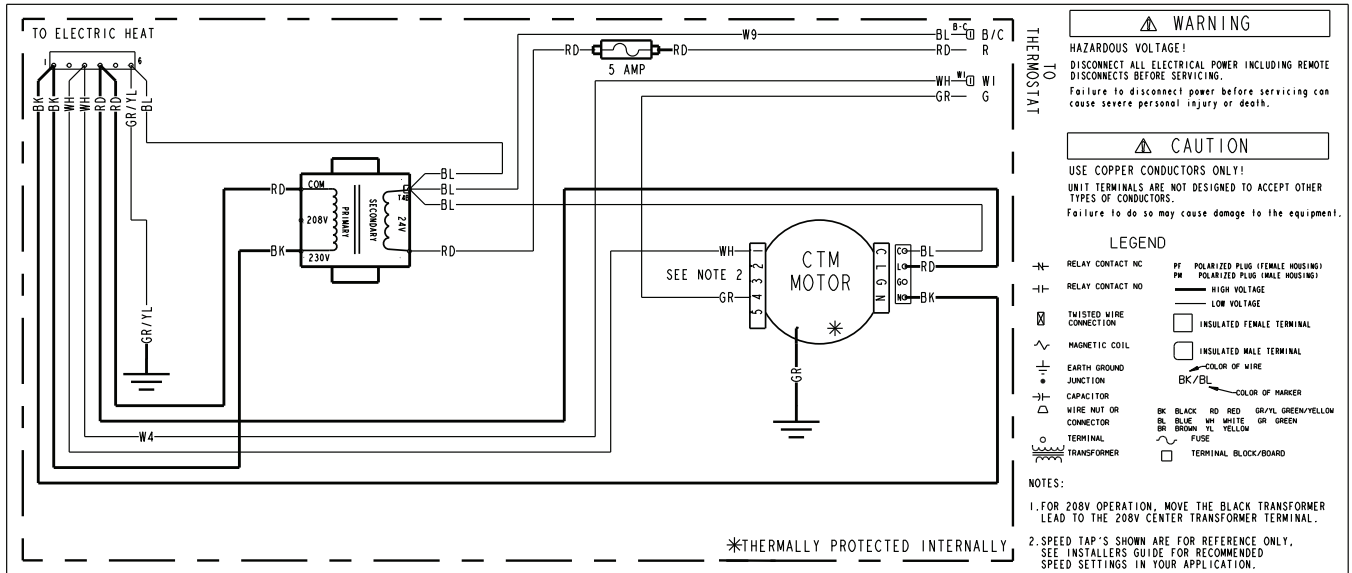 TO ELECTRIC HEAT
1
6
BK
BK
WH
WH
RD
RD
GR/YL
BL
RD
5 AMP
RD
W9
BL
B-C
B/C
RD
R
WH
W1
W1
GR
G
TO
THERMOSTAT
BL
BL
BL
RD
COM
208V
230V
PRIMARY
SECONDARY
24V
TAB
RD
BK
RD
GR/YL
W4
SEE NOTE 2
WH
GR
1
2
3
4
5
CTM
MOTOR
C
L
G
N
C
L
G
N
BL
RD
BK
GR
*THERMALLY PROTECTED INTERNALLY
WARNING
HAZARDOUS VOLTAGE!
DISCONNECT ALL ELECTRICAL POWER INCLUDING REMOTE
DISCONNECTS BEFORE SERVICING.
Failure to disconnect power before servicing can
cause severe personal injury or death.
CAUTION
USE COPPER CONDUCTORS ONLY!
UNIT TERMINALS ARE NOT DESIGNED TO ACCEPT OTHER
TYPES OF CONDUCTORS.
Failure to do so may cause damage to the equipment.
LEGEND
RELAY CONTACT NC
RELAY CONTACT NO
TWISTED WIRE
CONNECTION
MAGNETIC COIL
EARTH GROUND
JUNCTION
CAPACITOR
WIRE NUT OR
CONNECTOR
TERMINAL
TRANSFORMER
PF POLARIZED PLUG (FEMALE HOUSING)
PM POLARIZED PLUG (MALE HOUSING)
HIGH VOLTAGE
LOW VOLTAGE
INSULATED FEMALE TERMINAL
INSULATED MALE TERMINAL
COLOR OF WIRE
BK/BL
COLOR OF MARKER
BK BLACK RD RED GR/YL GREEN/YELLOW
BL BLUE WH WHITE GR GREEN
BR BROWN YL YELLOW
FUSE
TERMINAL BLOCK/BOARD
NOTES:
1.FOR 208V OPERATION, MOVE THE BLACK TRANSFORMER
LEAD TO THE 208V CENTER TRANSFORMER TERMINAL.
2.SPEED TAP'S SHOWN ARE FOR REFERENCE ONLY,
SEE INSTALLERS GUIDE FOR RECOMMENDED
SPEED SETTINGS IN YOUR APPLICATION.